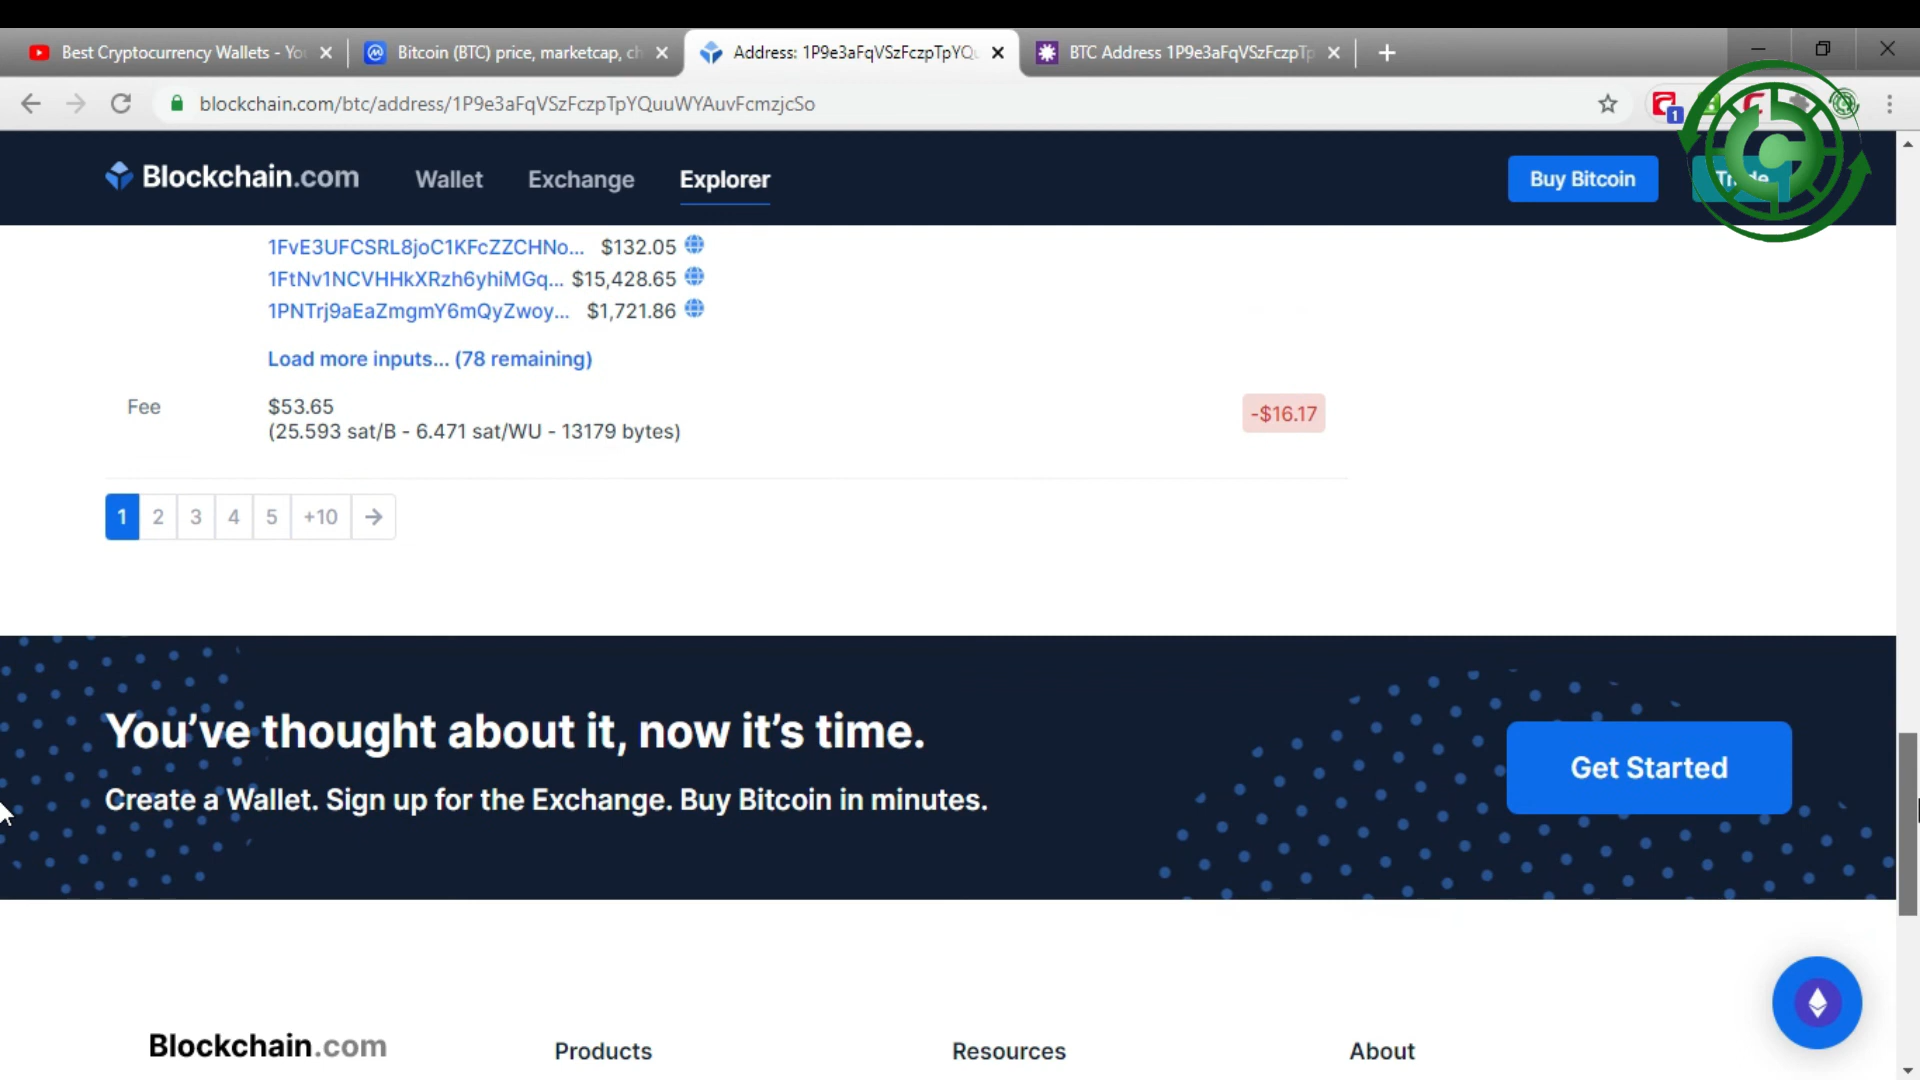 Best Cryptocurrency Wallets - Yo
Bitcoin (BTC) price, marketcap, ch
Address: 1P9e3aFqVSzFczpTpYQ
BTC Address 1P9e3aFqVSzFczpTp
blockchain.com/btc/address/1P9e3aFqVSzFczpTpYQuuWYAuvFcmzjcSo
1
Blockchain.com
Wallet
Exchange
Explorer
Buy Bitcoin
1FvE3UFCSRL8joC1KFcZZCHNo... $132.05
1FtNv1NCVHHkXRzh6yhiMGq... $15,428.65
1PNTrj9aEaZmgmY6mQyZwoy... $1,721.86
Load more inputs... (78 remaining)
Fee
$53.65
(25.593 sat/B - 6.471 sat/WU - 13179 bytes)
-$16.17
1 2 3 4 5 +10 →
You've thought about it, now it's time.
Create a Wallet. Sign up for the Exchange. Buy Bitcoin in minutes.
Get Started
Blockchain.com
Products
Resources
About